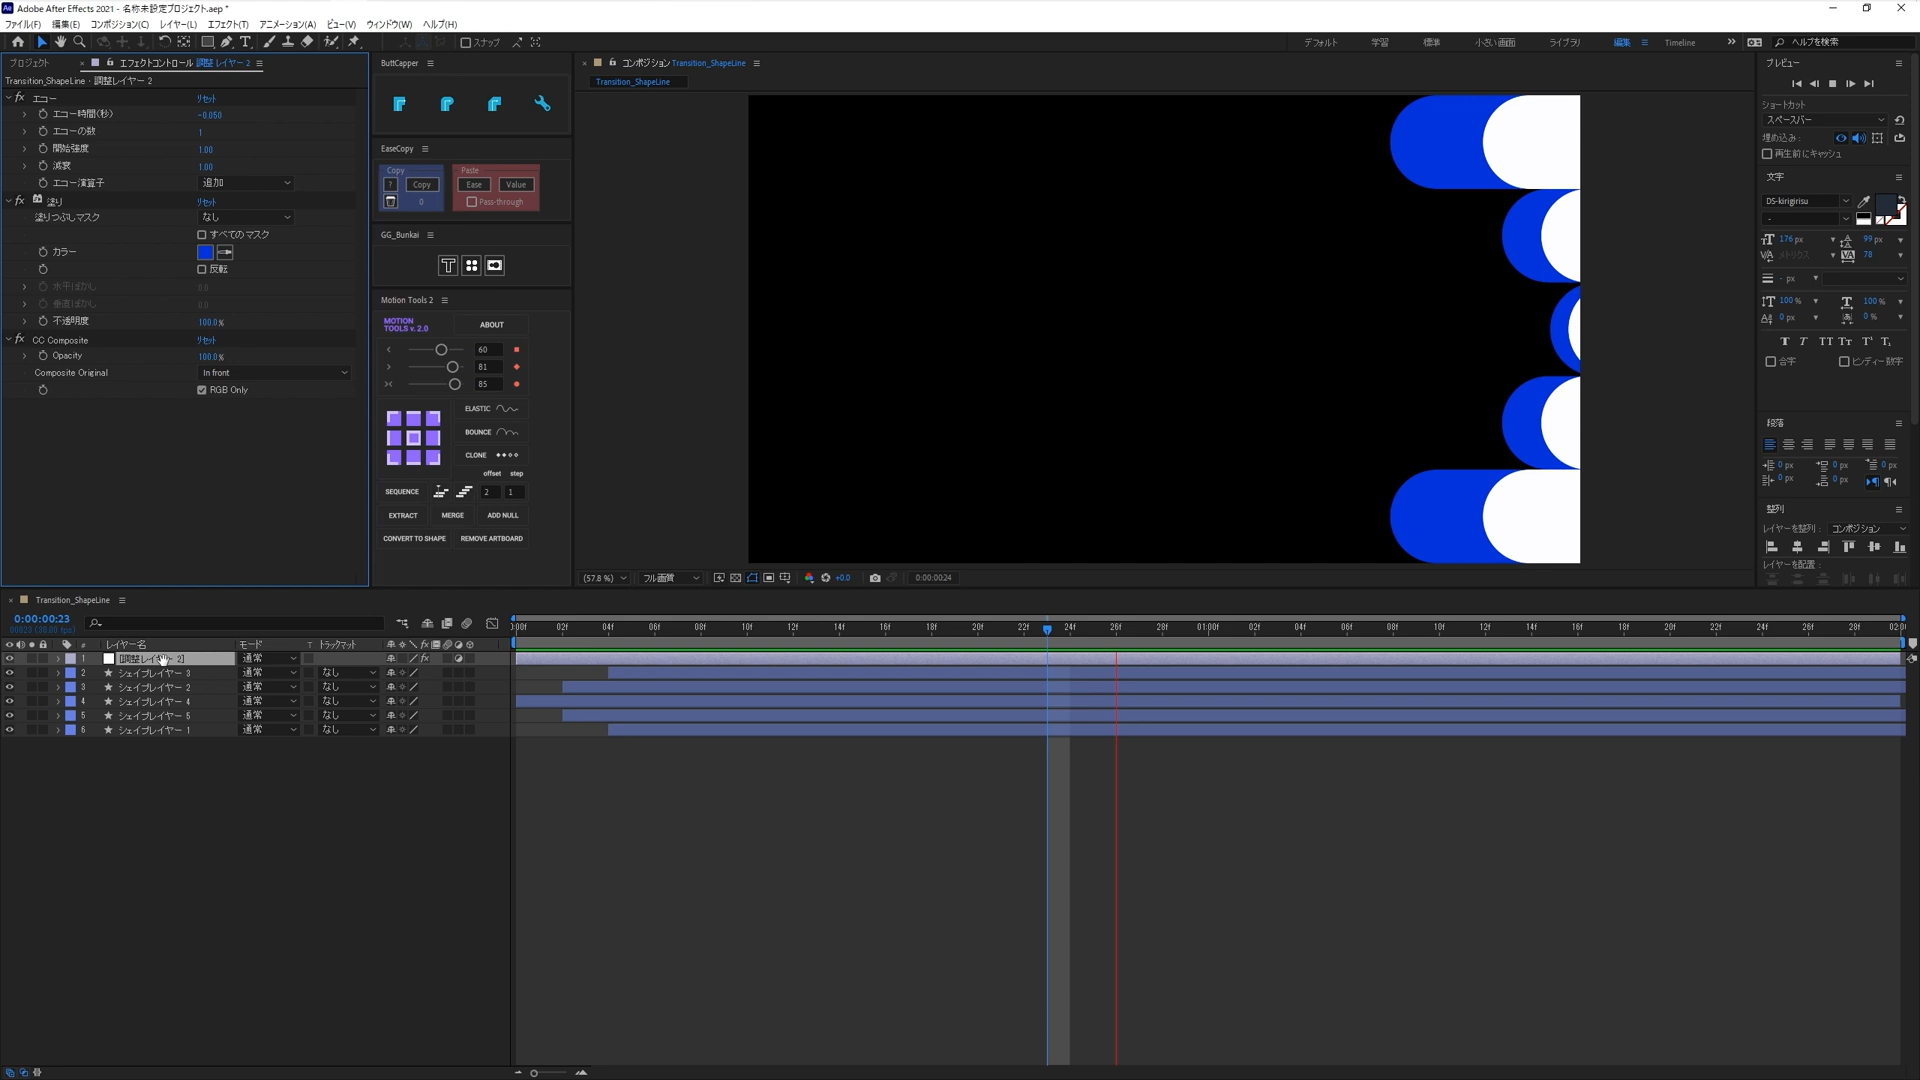 Adobe After Effects 2021 - 名称未設定プロジェクト.aep *
ファイル(F) 編集(E) コンポジション(C) レイヤー(L) エフェクト(T) アニメーション(A) ビュー(V) ウィンドウ(W) ヘルプ(H)
スナップ
デフォルト 学習 標準 小さい画面 ライブラリ 編集 Timeline
ヘルプを検索
プロジェクト
エフェクトコントロール 調整レイヤー 2
Transition_ShapeLine・調整レイヤー 2
fx エコー リセット
エコー時間(秒) -0.050
エコーの数 1
開始強度 1.00
減衰 1.00
エコー演算子 追加
fx 塗り リセット
塗りつぶしマスク なし
すべてのマスク
カラー
反転
水平ぼかし 0.0
垂直ぼかし 0.0
不透明度 100.0%
fx CC Composite リセット
Opacity 100.0%
Composite Original In front
RGB Only
ButtCapper
EaseCopy
Copy
? Copy
0
Paste
Ease Value
Pass-through
GG_Bunkai
Motion Tools 2
MOTION TOOLS v. 2.0 ABOUT
60
81
85
ELASTIC
BOUNCE
CLONE
offset step
SEQUENCE 2 1
EXTRACT MERGE ADD NULL
CONVERT TO SHAPE REMOVE ARTBOARD
コンポジション Transition_ShapeLine
Transition_ShapeLine
(57.8 %) フル画質 +0.0 0:00:00:24
プレビュー
ショートカット
スペースバー
埋め込み :
再生前にキャッシュ
文字
DS-kirigirisu
-
176 px 99 px
メトリクス 78
- px
100 % 100 %
0 px 0 %
合字 ヒンディー数字
段落
0 px 0 px 0 px
0 px 0 px
整列
レイヤーを整列 : コンポジション
レイヤーを配置 :
Transition_ShapeLine
0:00:00:23
:00f 02f 04f 06f 08f 10f 12f 14f 16f 18f 20f 22f 24f 26f 28f 01:00f 02f 04f 06f 08f 10f 12f 14f 16f 18f 20f 22f 24f 26f 28f 02:0
# レイヤー名 モード T トラックマット
1 [調整レイヤー 2] 通常
2 シェイプレイヤー 3 通常 なし
3 シェイプレイヤー 2 通常 なし
4 シェイプレイヤー 4 通常 なし
5 シェイプレイヤー 5 通常 なし
6 シェイプレイヤー 1 通常 なし